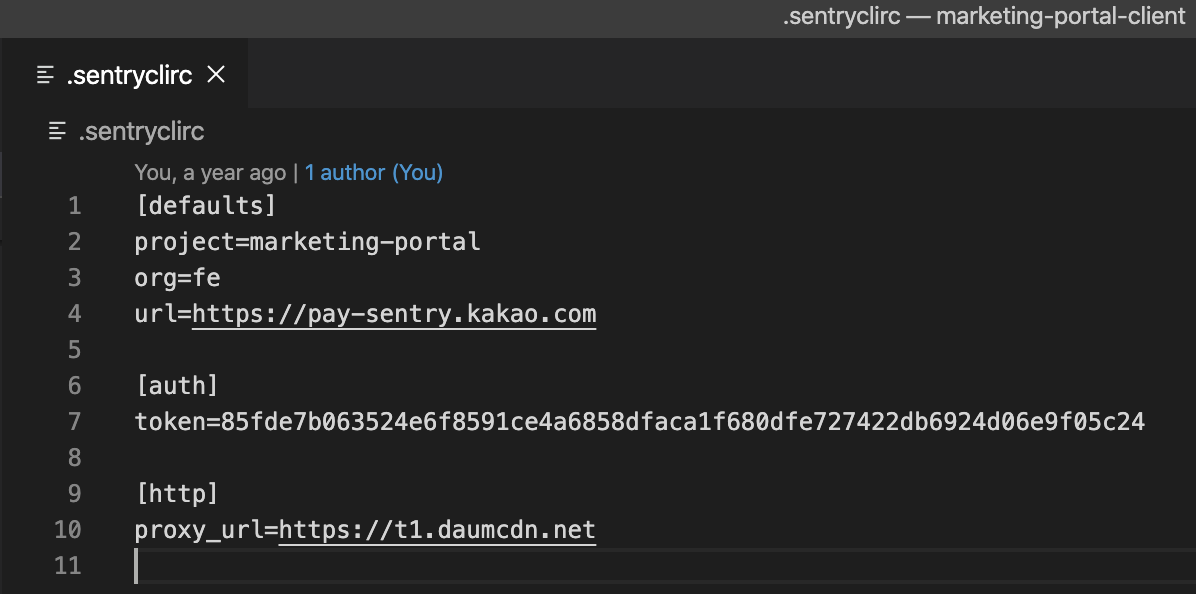 .sentryclirc — marketing-portal-client
.sentryclirc
.sentryclirc
You, a year ago | 1 author (You)
1 [defaults]
2 project=marketing-portal
3 org=fe
4 url=https://pay-sentry.kakao.com
5
6 [auth]
7 token=85fde7b063524e6f8591ce4a6858dfaca1f680dfe727422db6924d06e9f05c24
8
9 [http]
10 proxy_url=https://t1.daumcdn.net
11